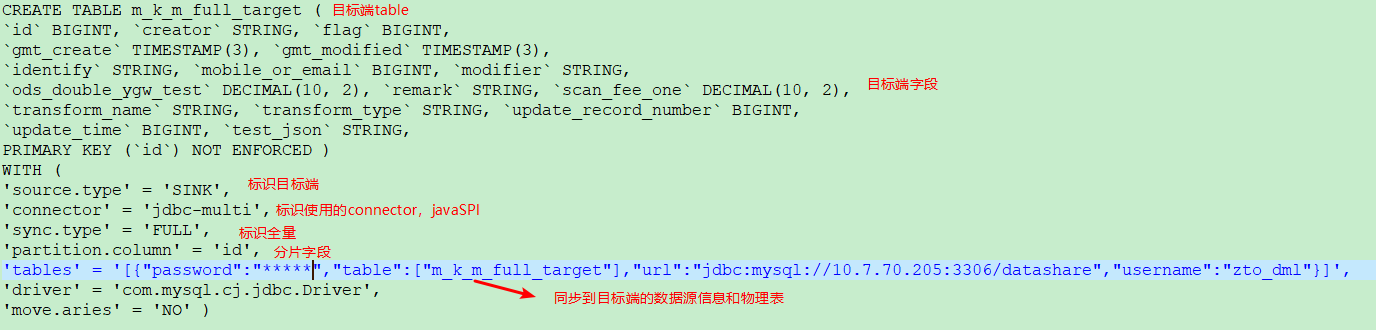 CREATE TABLE m_k_m_full_target ( 目标端table
`id` BIGINT, `creator` STRING, `flag` BIGINT,
`gmt_create` TIMESTAMP(3), `gmt_modified` TIMESTAMP(3),
`identify` STRING, `mobile_or_email` BIGINT, `modifier` STRING,
`ods_double_ygw_test` DECIMAL(10, 2), `remark` STRING, `scan_fee_one` DECIMAL(10, 2), 目标端字段
`transform_name` STRING, `transform_type` STRING, `update_record_number` BIGINT,
`update_time` BIGINT, `test_json` STRING,
PRIMARY KEY (`id`) NOT ENFORCED )
WITH (
'source.type' = 'SINK', 标识目标端
'connector' = 'jdbc-multi', 标识使用的connector，javaSPI
'sync.type' = 'FULL', 标识全量
'partition.column' = 'id', 分片字段
'tables' = '[{"password":"*****","table":["m_k_m_full_target"],"url":"jdbc:mysql://10.7.70.205:3306/datashare","username":"zto_dml"}]',
'driver' = 'com.mysql.cj.jdbc.Driver', 同步到目标端的数据源信息和物理表
'move.aries' = 'NO' )